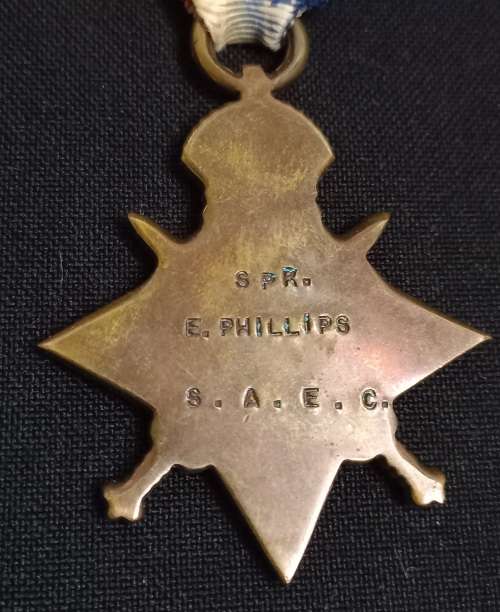 SPR.
E. PHILLIPS
S. A. E. C.